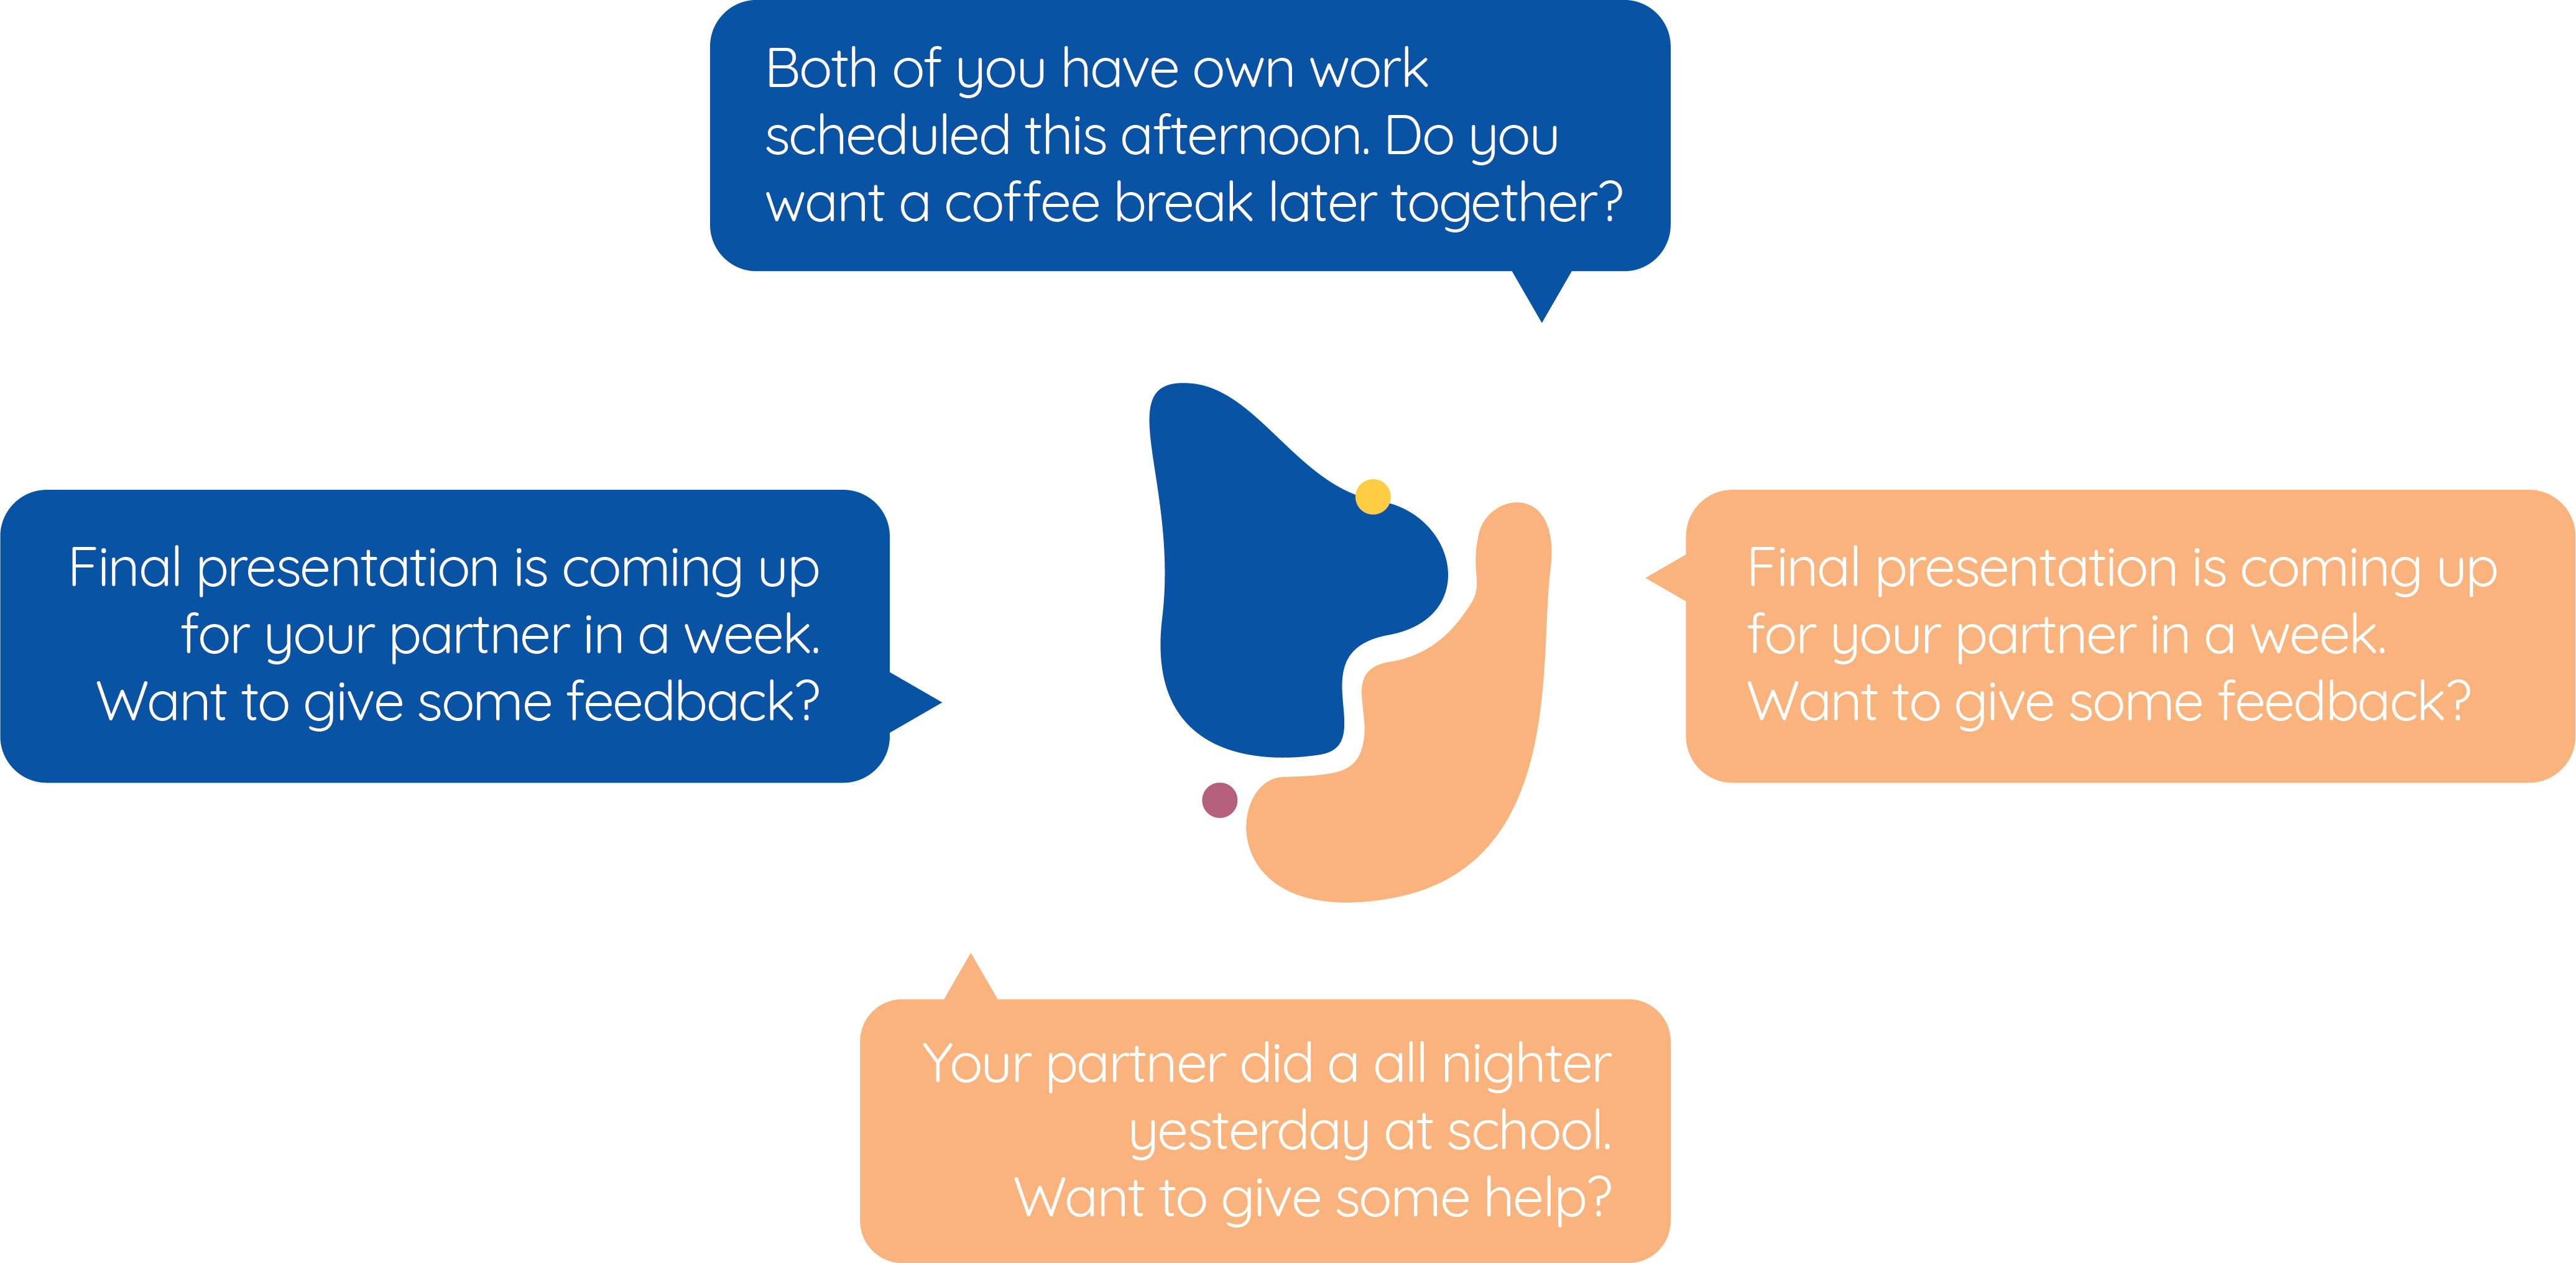 Both of you have own work
scheduled this afternoon. Do you
want a coffee break later together?
Final presentation is coming up
for your partner in a week.
Want to give some feedback?
Final presentation is coming up
for your partner in a week.
Want to give some feedback?
Your partner did a all nighter
yesterday at school.
Want to give some help?